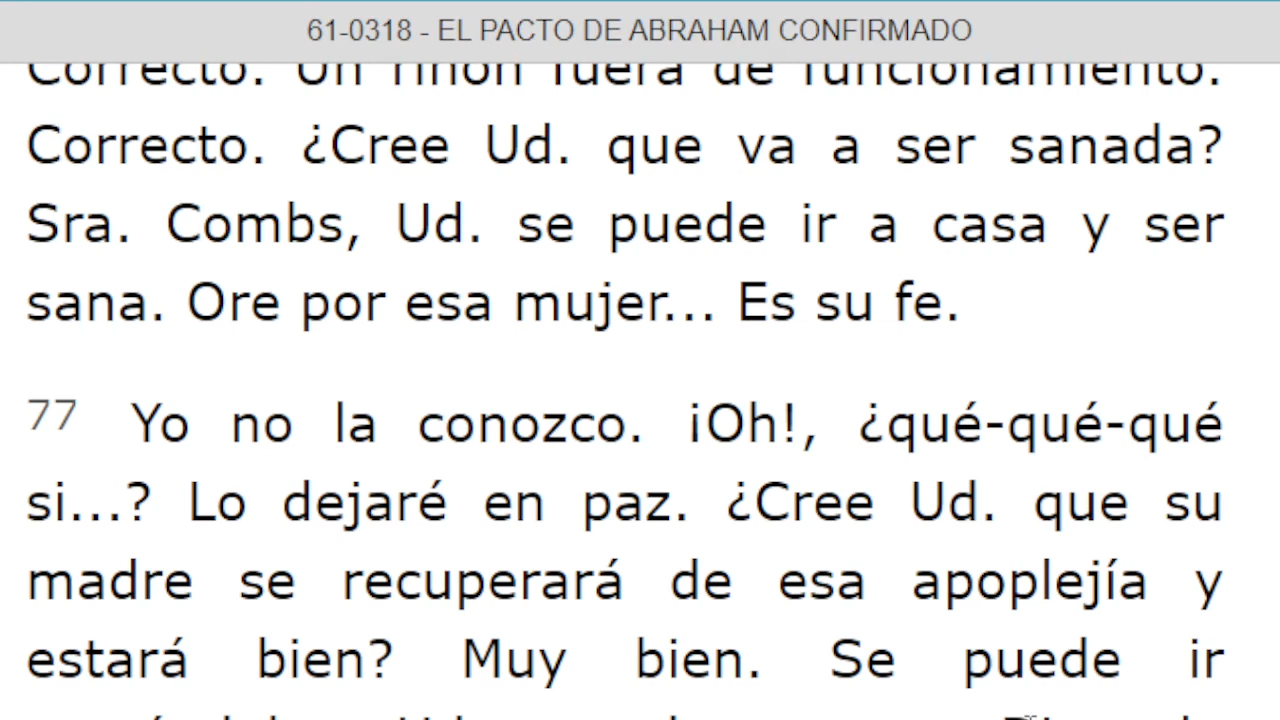 61-0318 - EL PACTO DE ABRAHAM CONFIRMADO
Correcto. Un riñón fuera de funcionamiento.
Correcto. ¿Cree Ud. que va a ser sanada?
Sra. Combs, Ud. se puede ir a casa y ser
sana. Ore por esa mujer... Es su fe.
77 Yo no la conozco. ¡Oh!, ¿qué-qué-qué
si...? Lo dejaré en paz. ¿Cree Ud. que su
madre se recuperará de esa apoplejía y
estará bien? Muy bien. Se puede ir